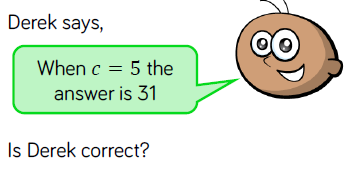 Derek says,
When c = 5 the
answer is 31
Is Derek correct?